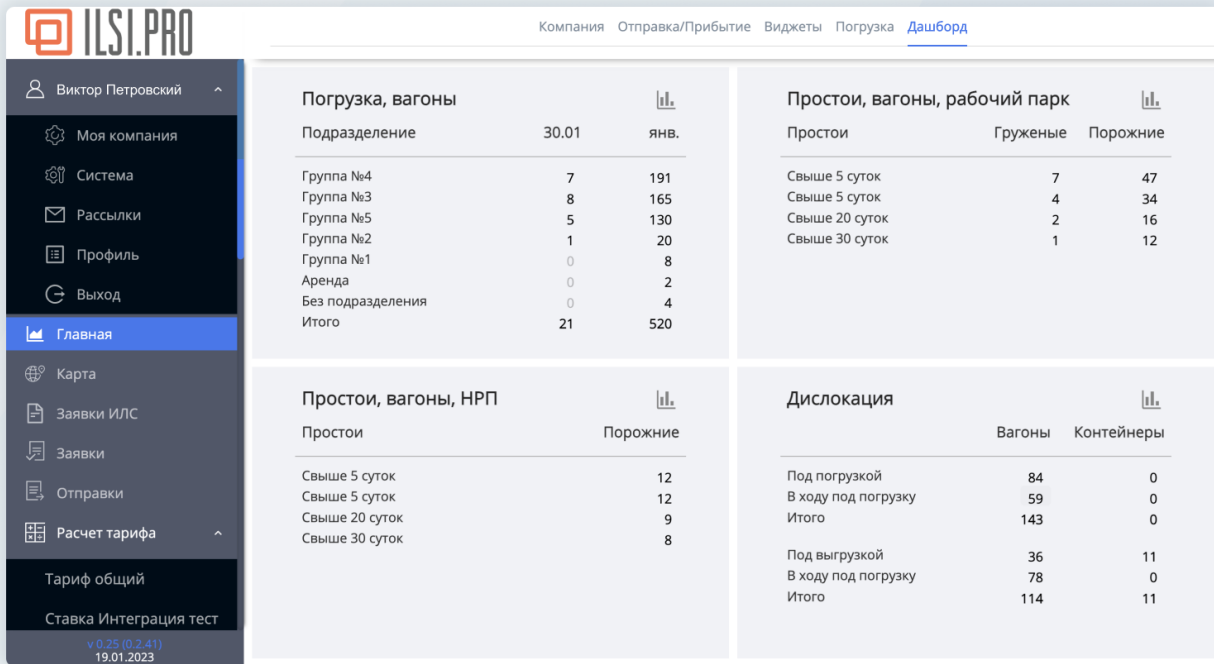 ILSI.PRO
Компания Отправка/Прибытие Виджеты Погрузка Дашборд
Виктор Петровский
Моя компания
Система
Рассылки
Профиль
Выход
Главная
Карта
Заявки ИЛС
Заявки
Отправки
Расчет тарифа
Тариф общий
Ставка Интеграция тест
v 0.25 (0.2.41)
19.01.2023
Погрузка, вагоны
Подразделение 30.01 янв.
Группа №4 7 191
Группа №3 8 165
Группа №5 5 130
Группа №2 1 20
Группа №1 0 8
Аренда 0 2
Без подразделения 0 4
Итого 21 520
Простои, вагоны, рабочий парк
Простои Груженые Порожние
Свыше 5 суток 7 47
Свыше 5 суток 4 34
Свыше 20 суток 2 16
Свыше 30 суток 1 12
Простои, вагоны, НРП
Простои Порожние
Свыше 5 суток 12
Свыше 5 суток 12
Свыше 20 суток 9
Свыше 30 суток 8
Дислокация
Вагоны Контейнеры
Под погрузкой 84 0
В ходу под погрузку 59 0
Итого 143 0
Под выгрузкой 36 11
В ходу под погрузку 78 0
Итого 114 11